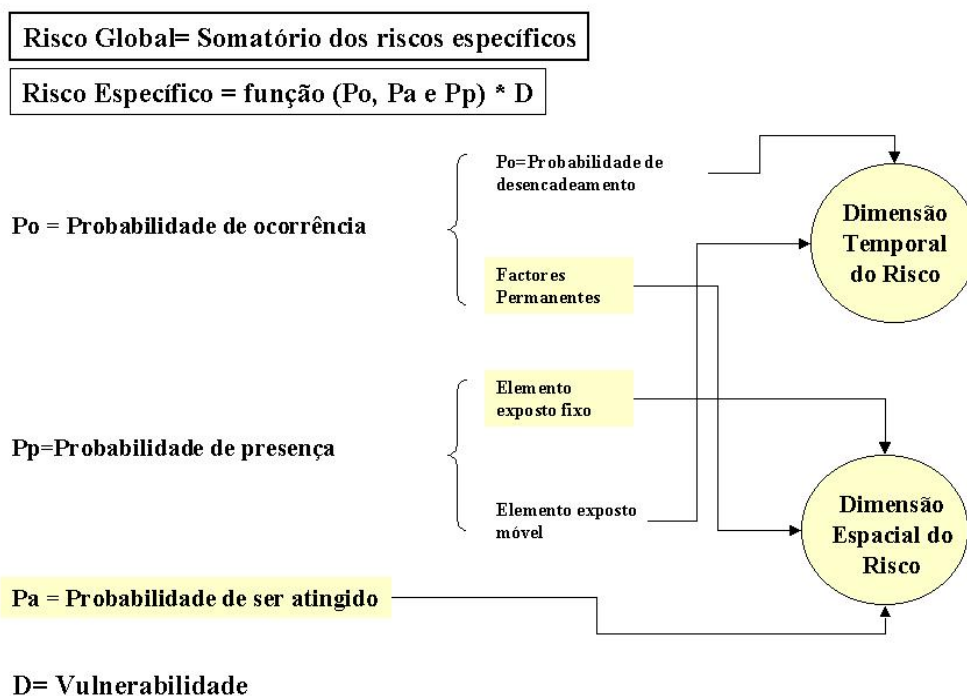 Risco Global= Somatório dos riscos específicos
Risco Específico = função (Po, Pa e Pp) * D
Po = Probabilidade de ocorrência
Po=Probabilidade de
desencadeamento
Factores
Permanentes
Dimensão
Temporal
do Risco
Pp=Probabilidade de presença
Elemento
exposto fixo
Elemento exposto
móvel
Dimensão
Espacial do
Risco
Pa = Probabilidade de ser atingido
D= Vulnerabilidade